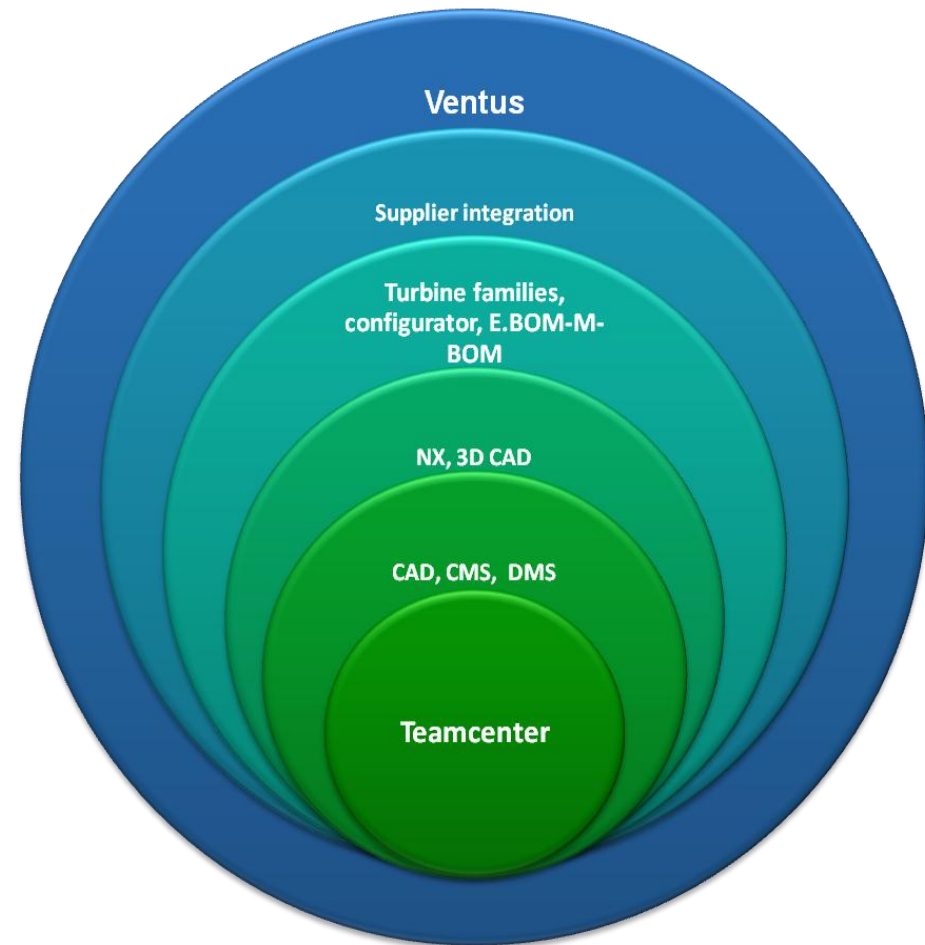 Ventus
Supplier integration
Turbine families,
configurator, E.BOM-M-
BOM
NX, 3D CAD
CAD, CMS, DMS
Teamcenter